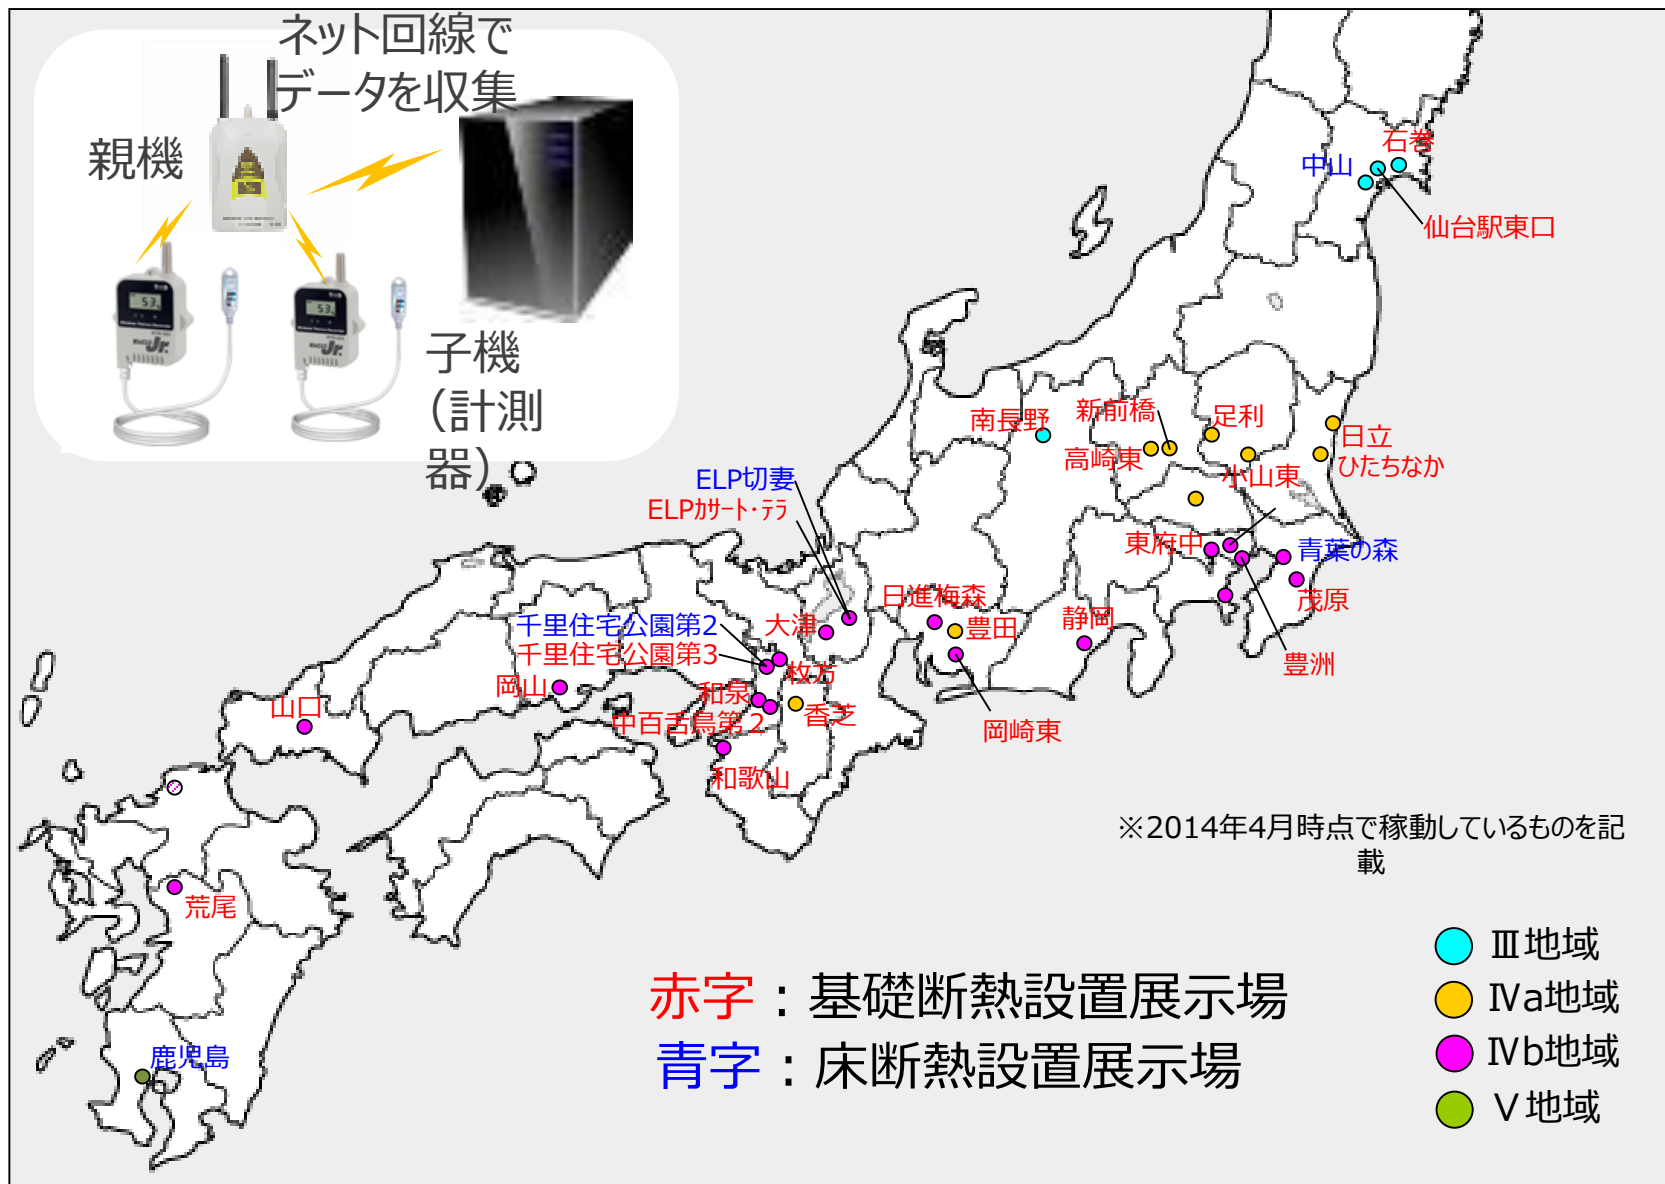 ネット回線で
データを収集
親機
子機
（計測
器）
石巻
中山
仙台駅東口
南長野
新前橋
足利
高崎東
小山東
日立
ひたちなか
ELP切妻
ELPｶｻｰﾄ・ﾃﾗ
東府中
青葉の森
茂原
豊洲
日進梅森
豊田
静岡
岡崎東
大津
千里住宅公園第2
千里住宅公園第3
枚方
岡山
和泉
中百舌鳥第２
香芝
和歌山
山口
荒尾
鹿児島
※2014年4月時点で稼動しているものを記
載
赤字：基礎断熱設置展示場
青字：床断熱設置展示場
Ⅲ地域
Ⅳa地域
Ⅳb地域
Ⅴ地域